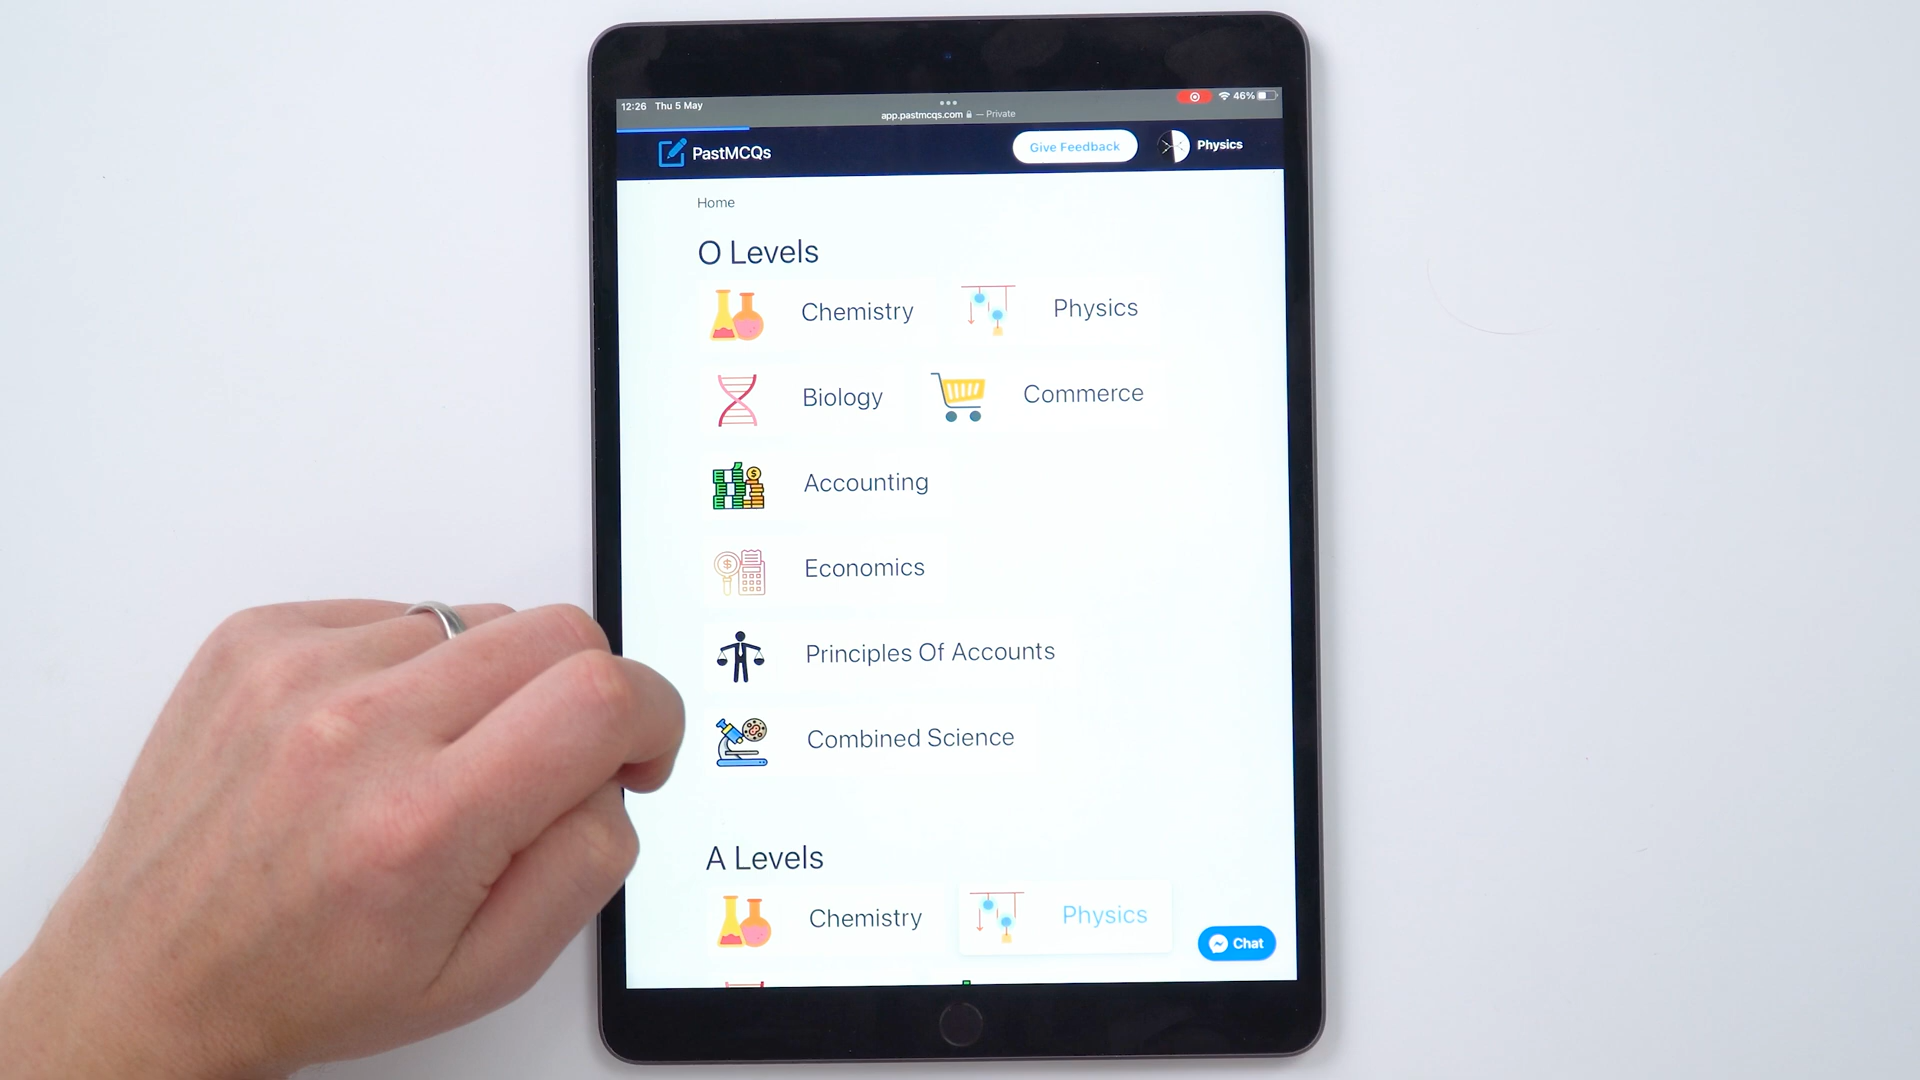 12:26 Thu 5 May
46%
app.pastmcqs.com — Private
PastMCQs
Give Feedback
Physics
Home
O Levels
Chemistry
Physics
Biology
Commerce
Accounting
Economics
Principles Of Accounts
Combined Science
A Levels
Chemistry
Physics
Chat